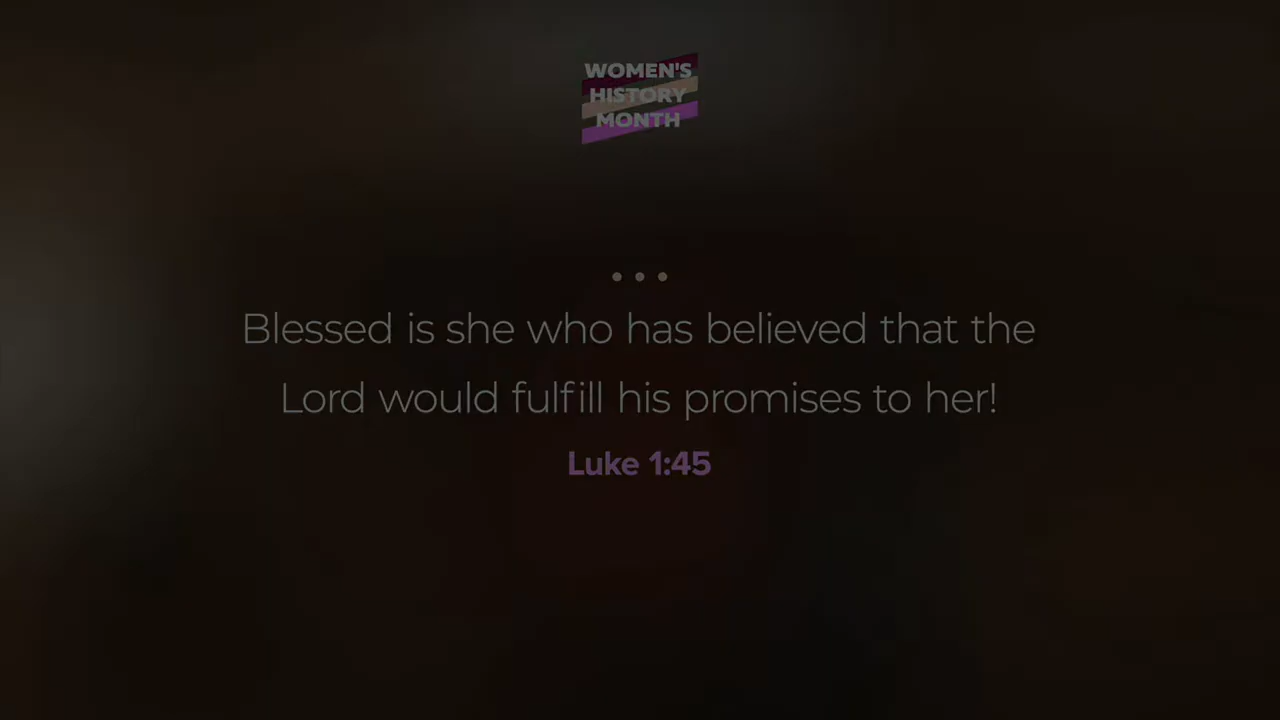 WOMEN'S
HISTORY
MONTH
Blessed is she who has believed that the
Lord would fulfill his promises to her!
Luke 1:45